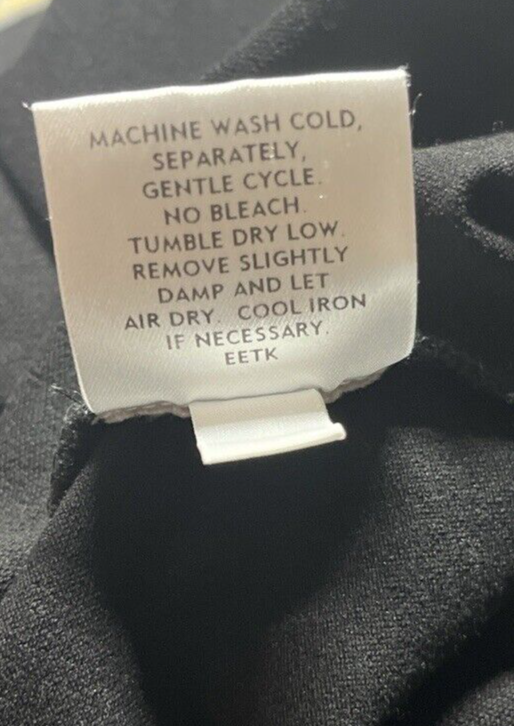 MACHINE WASH COLD,
SEPARATELY,
GENTLE CYCLE.
NO BLEACH.
TUMBLE DRY LOW.
REMOVE SLIGHTLY
DAMP AND LET
AIR DRY. COOL IRON
IF NECESSARY.
EETK